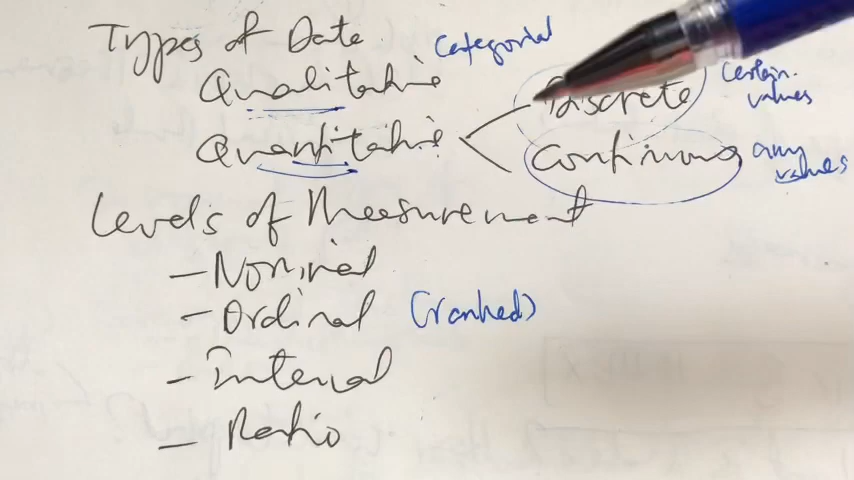 Types of Data
Qualitative categorial
Quantitative Discrete certain values
Continuous any values
Levels of Measurement
- Nominal
- Ordinal (ranked)
- Interval
- Ratio